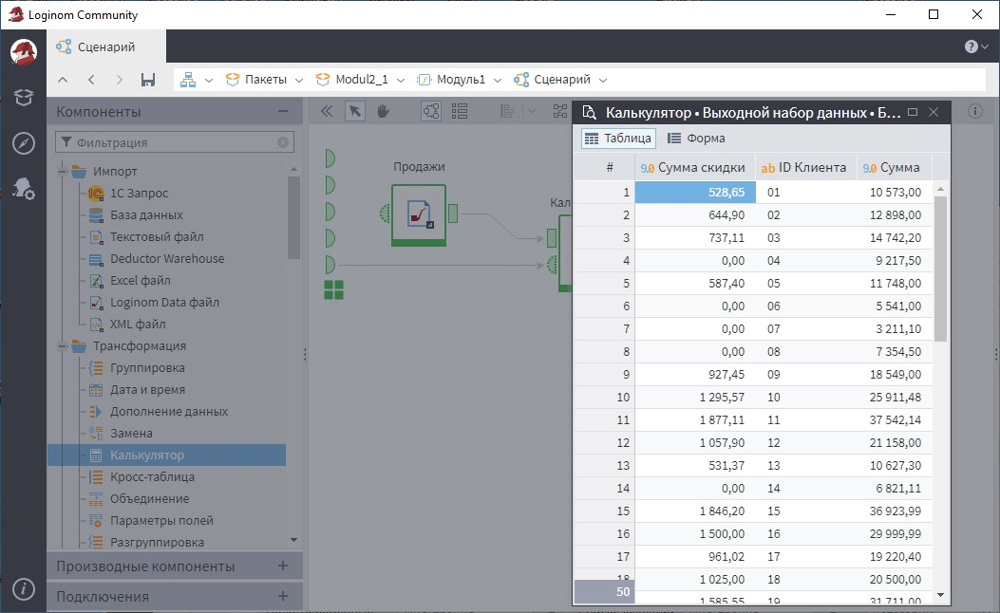 Loginom Community
Сценарий
Пакеты
Modul2_1
Модуль1
Сценарий
Компоненты
Фильтрация
Импорт
1С Запрос
База данных
Текстовый файл
Deductor Warehouse
Excel файл
Loginom Data файл
XML файл
Трансформация
Группировка
Дата и время
Дополнение данных
Замена
Калькулятор
Кросс-таблица
Объединение
Параметры полей
Разгруппировка
Производные компоненты
Подключения
Продажи
Кал
Калькулятор • Выходной набор данных • Б...
Таблица Форма
# 9.0 Сумма скидки ab ID Клиента 9.0 Сумма
1 528,65 01 10 573,00
2 644,90 02 12 898,00
3 737,11 03 14 742,20
4 0,00 04 9 217,50
5 587,40 05 11 748,00
6 0,00 06 5 541,00
7 0,00 07 3 211,10
8 0,00 08 7 354,50
9 927,45 09 18 549,00
10 1 295,57 10 25 911,48
11 1 877,11 11 37 542,14
12 1 057,90 12 21 158,00
13 531,37 13 10 627,30
14 0,00 14 6 821,11
15 1 846,20 15 36 923,99
16 1 500,00 16 29 999,99
17 961,02 17 19 220,40
18 1 025,00 18 20 500,00
50 1 585,55 19 31 711,00